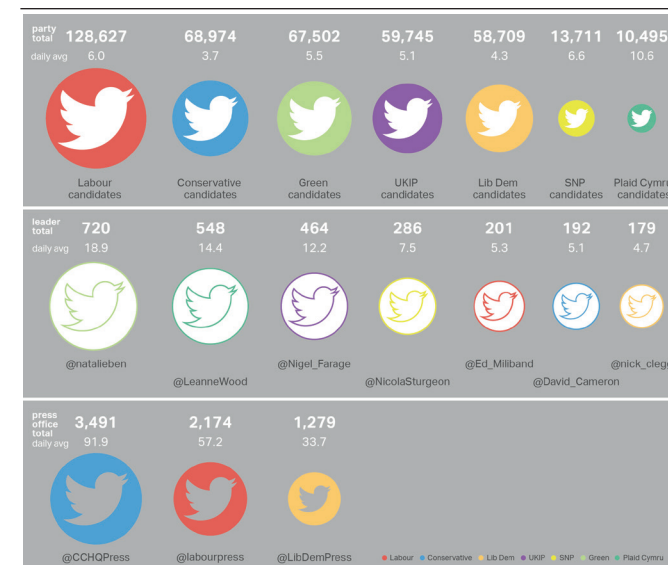 party total 128,627 68,974 67,502 59,745 58,709 13,711 10,495
daily avg 6.0 3.7 5.5 5.1 4.3 6.6 10.6
Labour candidates Conservative candidates Green candidates UKIP candidates Lib Dem candidates SNP candidates Plaid Cymru candidates
leader total 720 548 464 286 201 192 179
daily avg 18.9 14.4 12.2 7.5 5.3 5.1 4.7
@natalieben @Nigel_Farage @Ed_Miliband @nick_clegg
@LeanneWood @NicolaSturgeon @David_Cameron
press office total 3,491 2,174 1,279
daily avg 91.9 57.2 33.7
@CCHQPress @labourpress @LibDemPress
Labour Conservative Lib Dem UKIP SNP Green Plaid Cymru